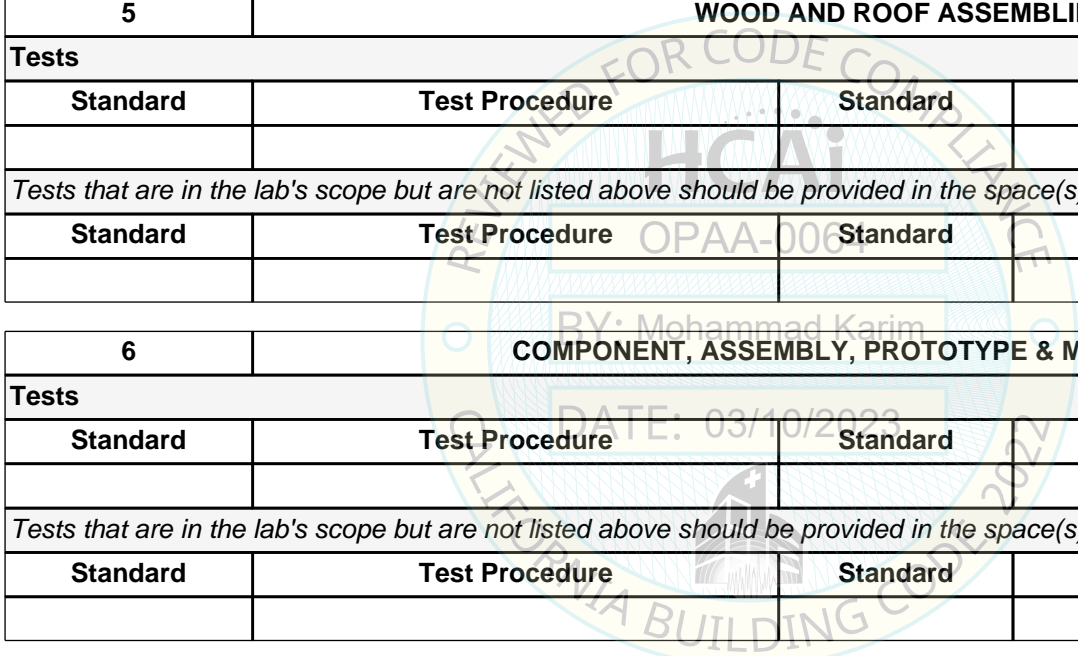 5 WOOD AND ROOF ASSEMBLI
Tests
Standard Test Procedure Standard
Tests that are in the lab's scope but are not listed above should be provided in the space(s
Standard Test Procedure Standard
6 COMPONENT, ASSEMBLY, PROTOTYPE & M
Tests
Standard Test Procedure Standard
Tests that are in the lab's scope but are not listed above should be provided in the space(s
Standard Test Procedure Standard
REVIEWED FOR CODE COMPLIANCE
HCAi
OPAA-0064
BY: Mohammad Karim
DATE: 03/10/2023
CALIFORNIA BUILDING CODE 2022